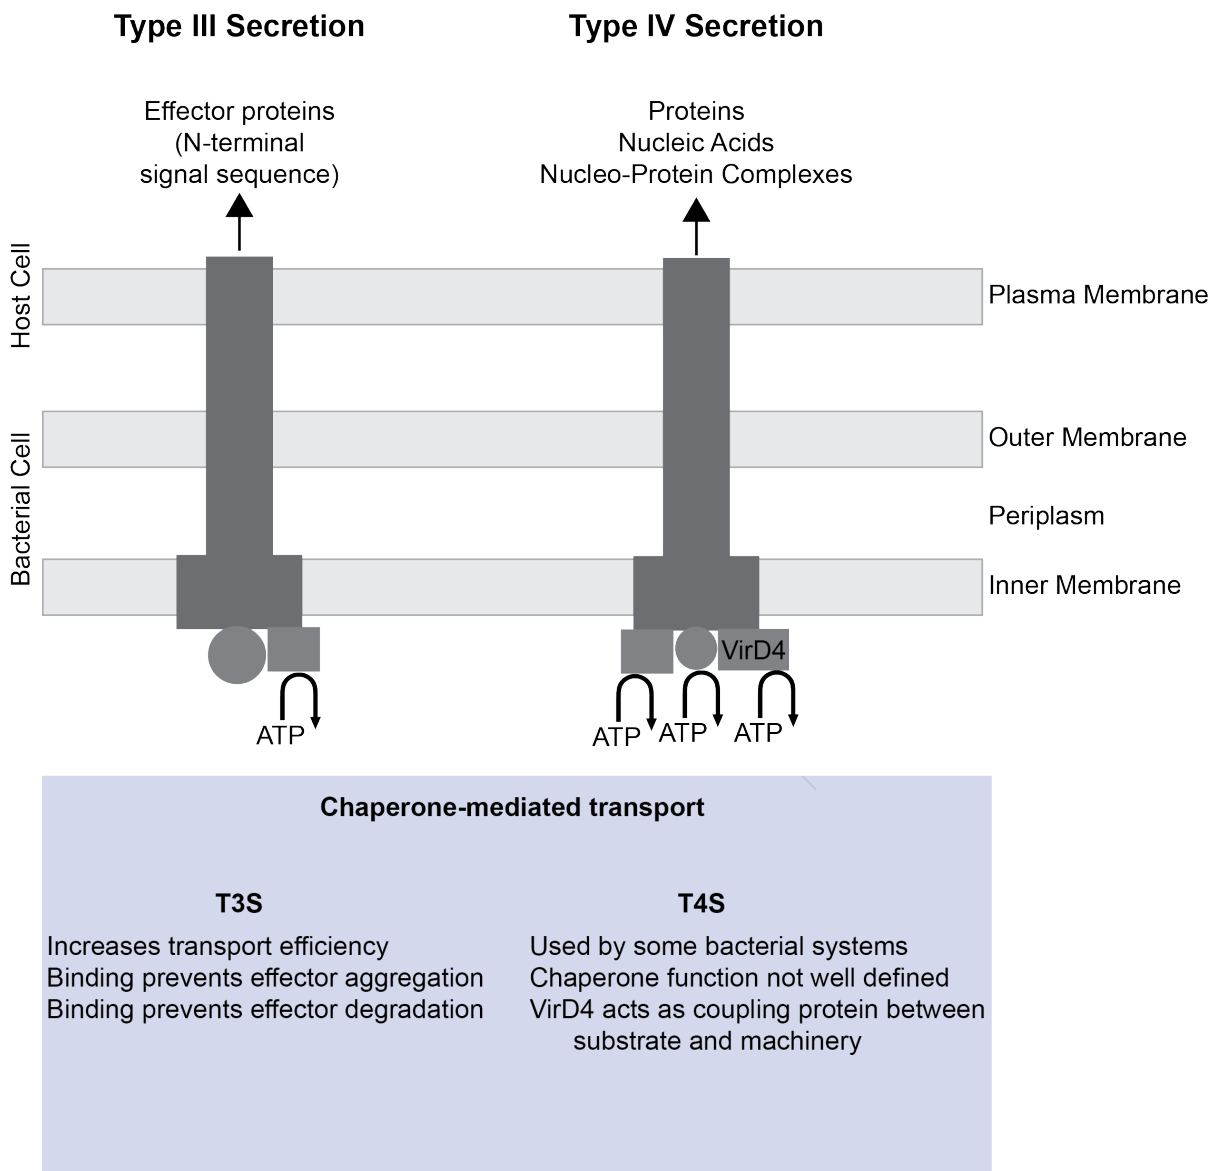 Type III Secretion
Type IV Secretion
Effector proteins
(N-terminal
signal sequence)
Proteins
Nucleic Acids
Nucleo-Protein Complexes
Host Cell
Plasma Membrane
Bacterial Cell
Outer Membrane
Periplasm
Inner Membrane
VirD4
ATP
ATP
ATP
ATP
Chaperone-mediated transport
T3S
Increases transport efficiency
Binding prevents effector aggregation
Binding prevents effector degradation
T4S
Used by some bacterial systems
Chaperone function not well defined
VirD4 acts as coupling protein between
substrate and machinery